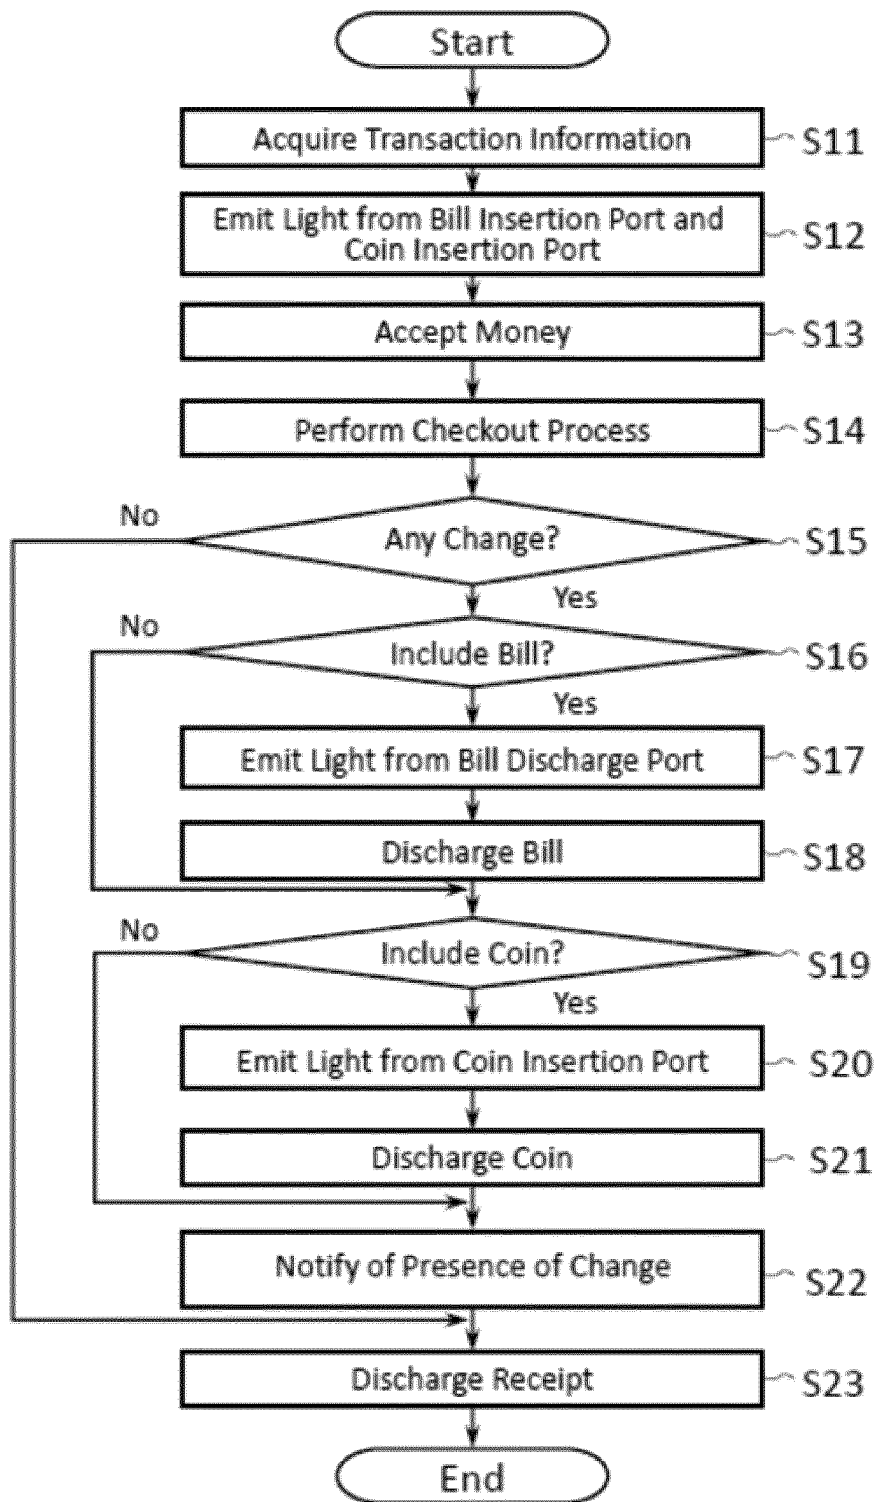 Start
Acquire Transaction Information
S11
Emit Light from Bill Insertion Port and
Coin Insertion Port
S12
Accept Money
S13
Perform Checkout Process
S14
No
Any Change?
S15
Yes
No
Include Bill?
S16
Yes
Emit Light from Bill Discharge Port
S17
Discharge Bill
S18
No
Include Coin?
S19
Yes
Emit Light from Coin Insertion Port
S20
Discharge Coin
S21
Notify of Presence of Change
S22
Discharge Receipt
S23
End